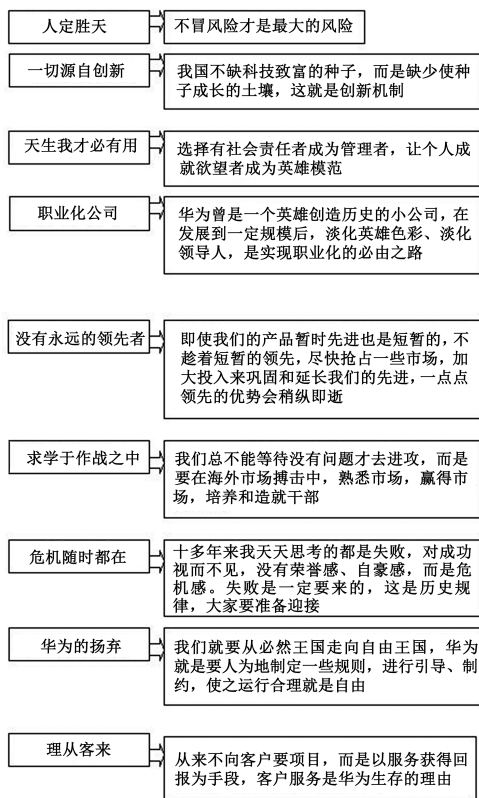 人定胜天
不冒风险才是最大的风险
一切源自创新
我国不缺科技致富的种子，而是缺少使种
子成长的土壤，这就是创新机制
天生我才必有用
选择有社会责任者成为管理者，让个人成
就欲望者成为英雄模范
职业化公司
华为曾是一个英雄创造历史的小公司，在
发展到一定规模后，淡化英雄色彩、淡化
领导人，是实现职业化的必由之路
没有永远的领先者
即使我们的产品暂时先进也是短暂的，不
趁着短暂的领先，尽快抢占一些市场，加
大投入来巩固和延长我们的先进，一点点
领先的优势会稍纵即逝
求学于作战之中
我们总不能等待没有问题才去进攻，而是
要在海外市场搏击中，熟悉市场，赢得市
场，培养和造就干部
危机随时都在
十多年来我天天思考的都是失败，对成功
视而不见，没有荣誉感、自豪感，而是危
机感。失败是一定要来的，这是历史规
律，大家要准备迎接
华为的扬弃
我们就要从必然王国走向自由王国，华为
就是要人为地制定一些规则，进行引导、制
约，使之运行合理就是自由
理从客来
从来不向客户要项目，而是以服务获得回
报为手段，客户服务是华为生存的理由